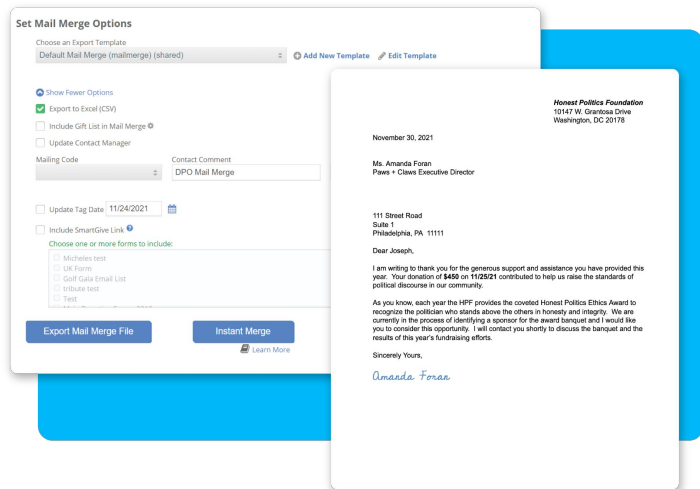 Set Mail Merge Options
Choose an Export Template
Default Mail Merge (mailmerge) (shared)
Add New Template Edit Template
Show Fewer Options
Export to Excel (CSV)
Include Gift List in Mail Merge
Update Contact Manager
Mailing Code Contact Comment
DPO Mail Merge
Update Tag Date 11/24/2021
Include SmartGive Link
Choose one or more forms to include:
Micheles test
UK Form
Golf Gala Email List
tribute test
Test
Export Mail Merge File Instant Merge
Learn More
Honest Politics Foundation
10147 W. Grantosa Drive
Washington, DC 20178
November 30, 2021
Ms. Amanda Foran
Paws + Claws Executive Director
111 Street Road
Suite 1
Philadelphia, PA 11111
Dear Joseph,
I am writing to thank you for the generous support and assistance you have provided this
year. Your donation of $450 on 11/25/21 contributed to help us raise the standards of
political discourse in our community.
As you know, each year the HPF provides the coveted Honest Politics Ethics Award to
recognize the politician who stands above the others in honesty and integrity. We are
currently in the process of identifying a sponsor for the award banquet and I would like
you to consider this opportunity. I will contact you shortly to discuss the banquet and the
results of this year's fundraising efforts.
Sincerely Yours,
Amanda Foran